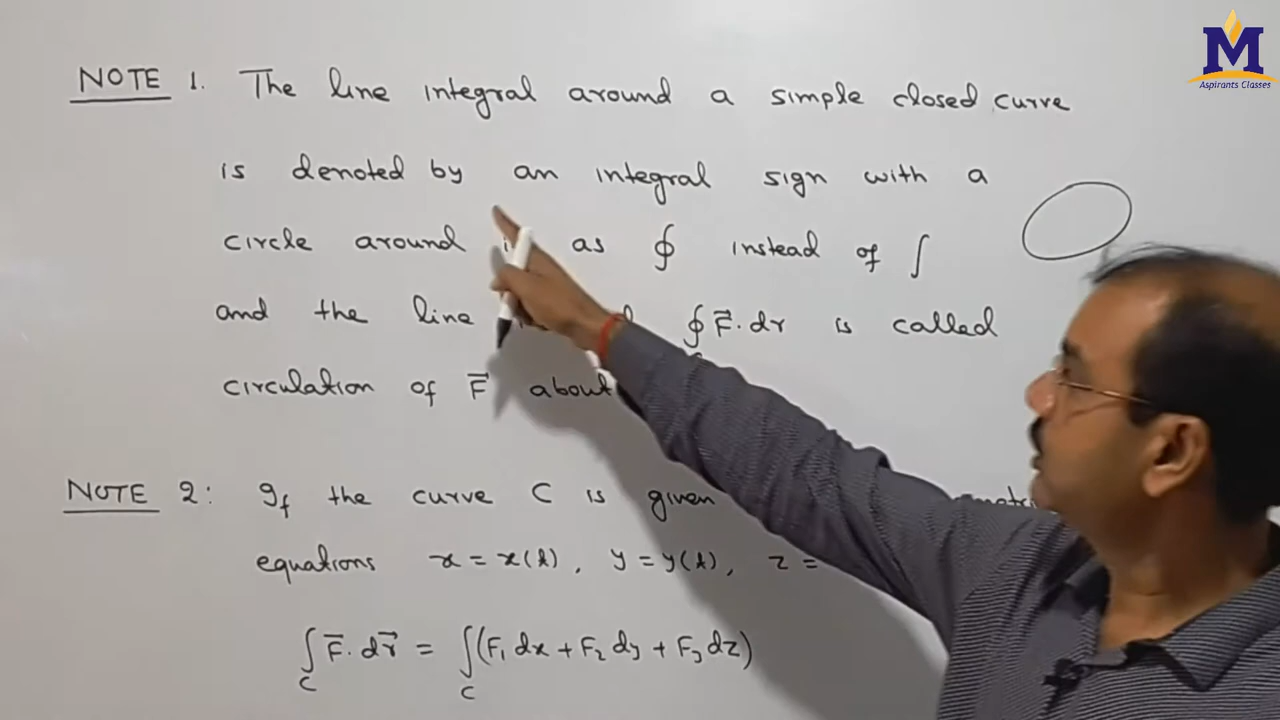 M
Aspirants Classes
NOTE 1. The line integral around a simple closed curve
is denoted by an integral sign with a
circle around as ∮ instead of ∫
and the line ∮ F⃗. dr is called
circulation of F⃗ about
NOTE 2: If the curve C is given
equations x = x(t), y = y(t), z =
∫_C F⃗. dr⃗ = ∫_C (F₁ dx + F₂ dy + F₃ dz)